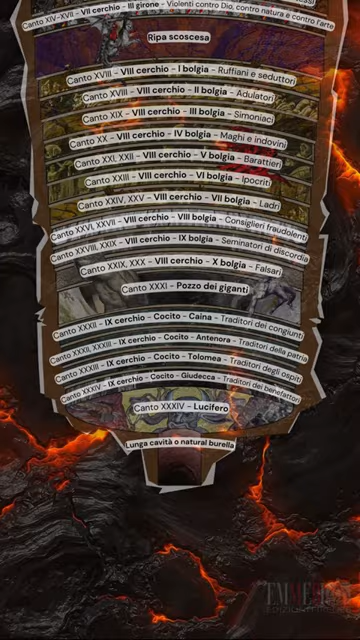 Canto XIV-XVII - VII cerchio - III girone - Violenti contro Dio, contro natura e contro l'arte
Ripa scoscesa
Canto XVIII - VIII cerchio - I bolgia - Ruffiani e seduttori
Canto XVIII - VIII cerchio - II bolgia - Adulatori
Canto XIX - VIII cerchio - III bolgia - Simoniaci
Canto XX - VIII cerchio - IV bolgia - Maghi e indovini
Canto XXI, XXII - VIII cerchio - V bolgia - Barattieri
Canto XXIII - VIII cerchio - VI bolgia - Ipocriti
Canto XXIV, XXV - VIII cerchio - VII bolgia - Ladri
Canto XXVI, XXVII - VIII cerchio - VIII bolgia - Consiglieri fraudolenti
Canto XXVIII, XXIX - VIII cerchio - IX bolgia - Seminatori di discordia
Canto XXIX, XXX - VIII cerchio - X bolgia - Falsari
Canto XXXI - Pozzo dei giganti
Canto XXXII - IX cerchio - Cocito - Caina - Traditori dei congiunti
Canto XXXII, XXXIII - IX cerchio - Cocito - Antenora - Traditori della patria
Canto XXXIII - IX cerchio - Cocito - Tolomea - Traditori degli ospiti
Canto XXXIV - IX cerchio - Cocito - Giudecca - Traditori dei benefattori
Canto XXXIV - Lucifero
Lunga cavità o natural burella